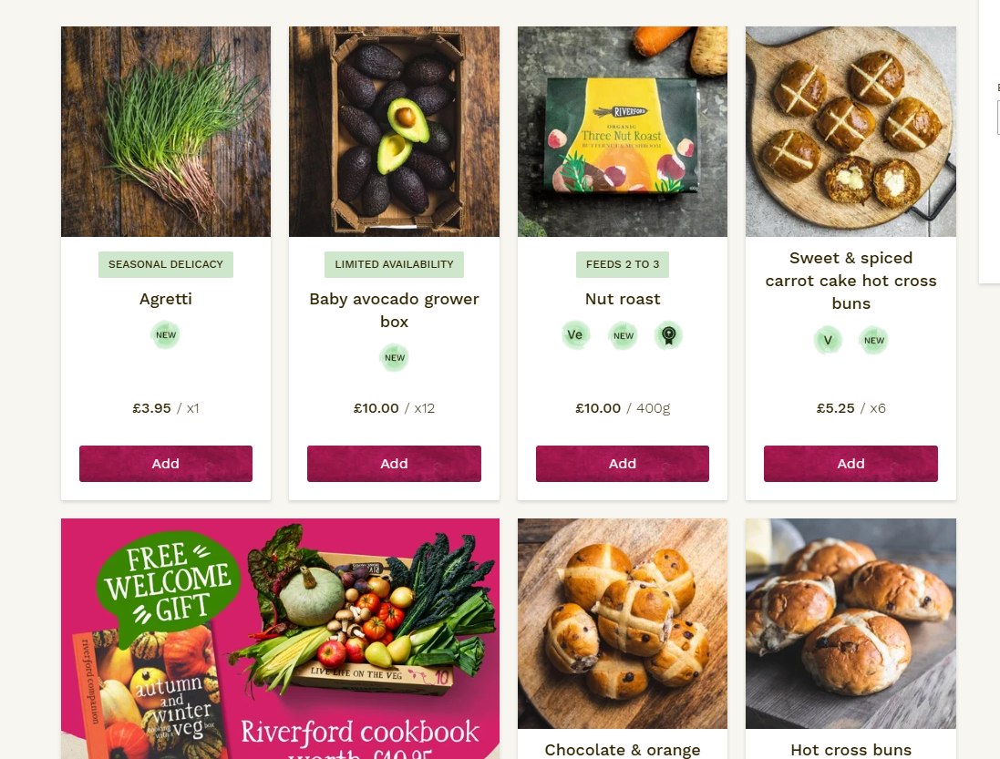 RIVERFORD
ORGANIC
Three Nut Roast
BUTTERNUT & MUSHROOM
SEASONAL DELICACY
Agretti
NEW
£3.95 / x1
Add
LIMITED AVAILABILITY
Baby avocado grower
box
NEW
£10.00 / x12
Add
FEEDS 2 TO 3
Nut roast
Ve
NEW
£10.00 / 400g
Add
Sweet & spiced
carrot cake hot cross
buns
V
NEW
£5.25 / x6
Add
FREE
WELCOME
GIFT
riverford companion
autumn
and
winter
veg
LIVE LIFE ON THE VEG
10
Riverford cookbook
worth £10.95
Chocolate & orange
Hot cross buns